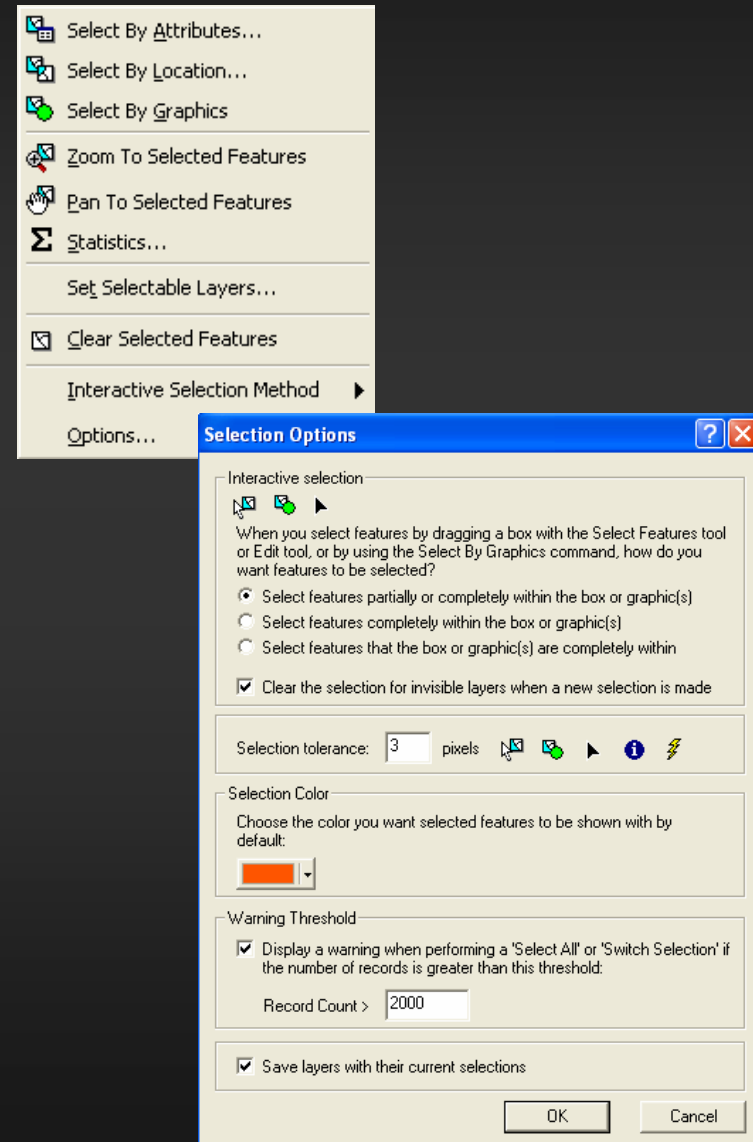 Select By Attributes...
Select By Location...
Select By Graphics
Zoom To Selected Features
Pan To Selected Features
Σ Statistics...
Set Selectable Layers...
Clear Selected Features
Interactive Selection Method
Options...
Selection Options
Interactive selection
When you select features by dragging a box with the Select Features tool
or Edit tool, or by using the Select By Graphics command, how do you
want features to be selected?
Select features partially or completely within the box or graphic(s)
Select features completely within the box or graphic(s)
Select features that the box or graphic(s) are completely within
Clear the selection for invisible layers when a new selection is made
Selection tolerance: 3 pixels
Selection Color
Choose the color you want selected features to be shown with by
default:
Warning Threshold
Display a warning when performing a 'Select All' or 'Switch Selection' if
the number of records is greater than this threshold:
Record Count > 2000
Save layers with their current selections
OK Cancel